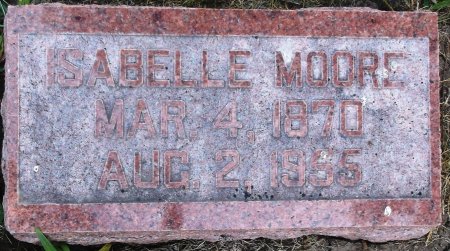 ISABELLE MOORE
MAR. 4, 1870
AUG. 2, 1955